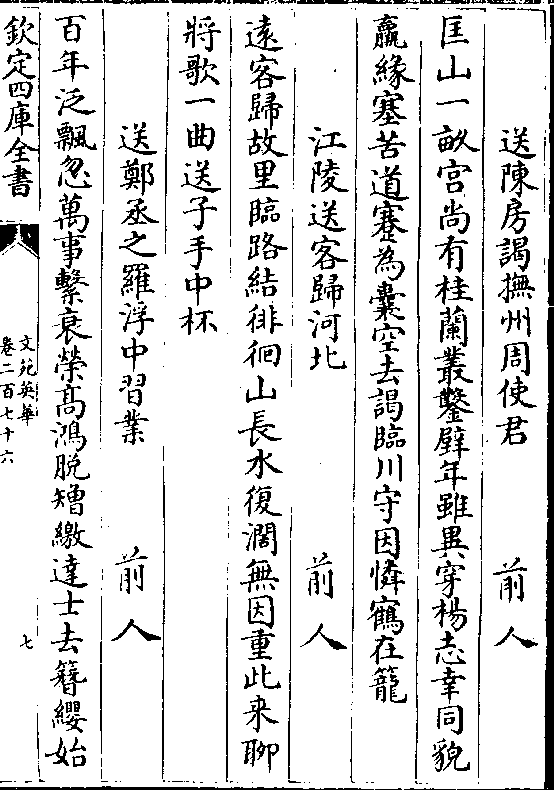 送陳房謁撫州周使君　前人
匡山一畝宫尚有桂蘭叢鑿壁年雖異穿楊志幸同貌
羸緣塞苦道蹇為囊空去謁臨川守因憐鶴在籠
江陵送客歸河北　前人
遠客歸故里臨路結徘徊山長水復濶無因重此来聊
將歌一曲送子手中杯
送鄭丞之羅浮中習業　前人
百年泛飄忽萬事繫衰榮高鴻脱矰繳達士去簪纓始
欽定四庫全書
文苑英華
卷二百七十六
七